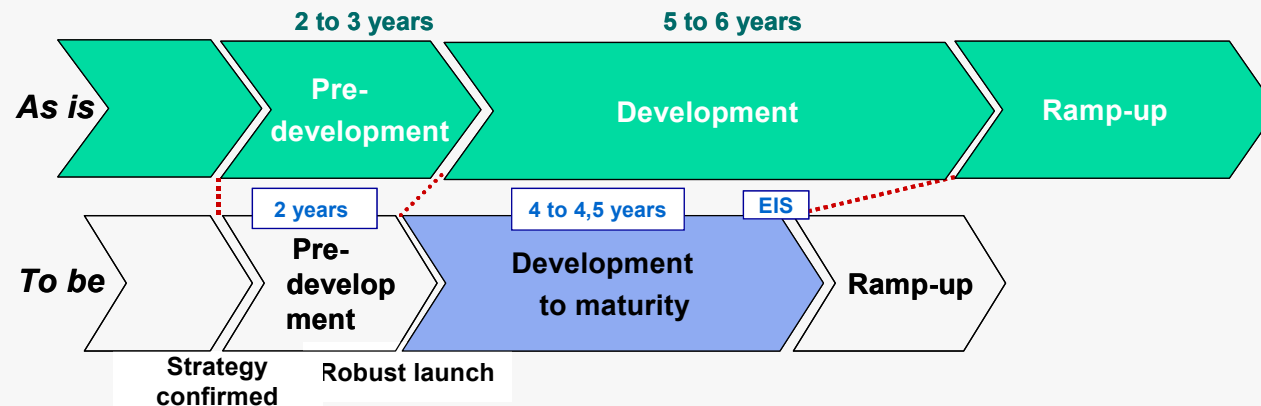 2 to 3 years
5 to 6 years
As is
Pre-
development
Development
Ramp-up
2 years
4 to 4,5 years
EIS
To be
Pre-
develop
ment
Development
to maturity
Ramp-up
Strategy
confirmed
Robust launch